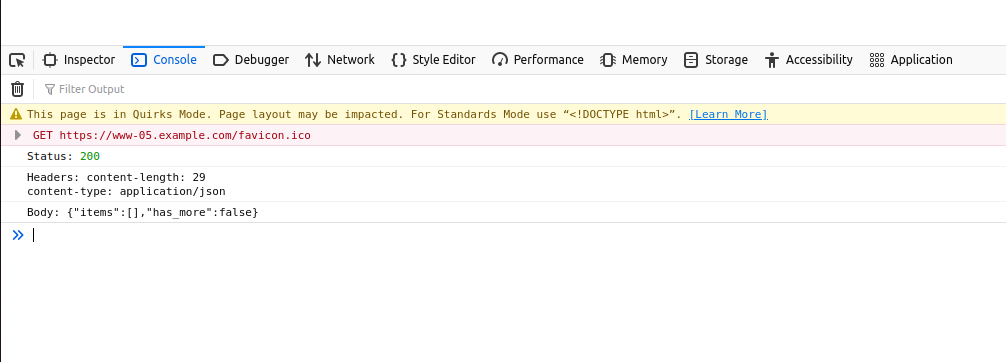 Inspector Console Debugger Network Style Editor Performance Memory Storage Accessibility Application
Filter Output
This page is in Quirks Mode. Page layout may be impacted. For Standards Mode use “<!DOCTYPE html>”. [Learn More]
GET https://www-05.example.com/favicon.ico
Status: 200
Headers: content-length: 29
content-type: application/json
Body: {"items":[],"has_more":false}